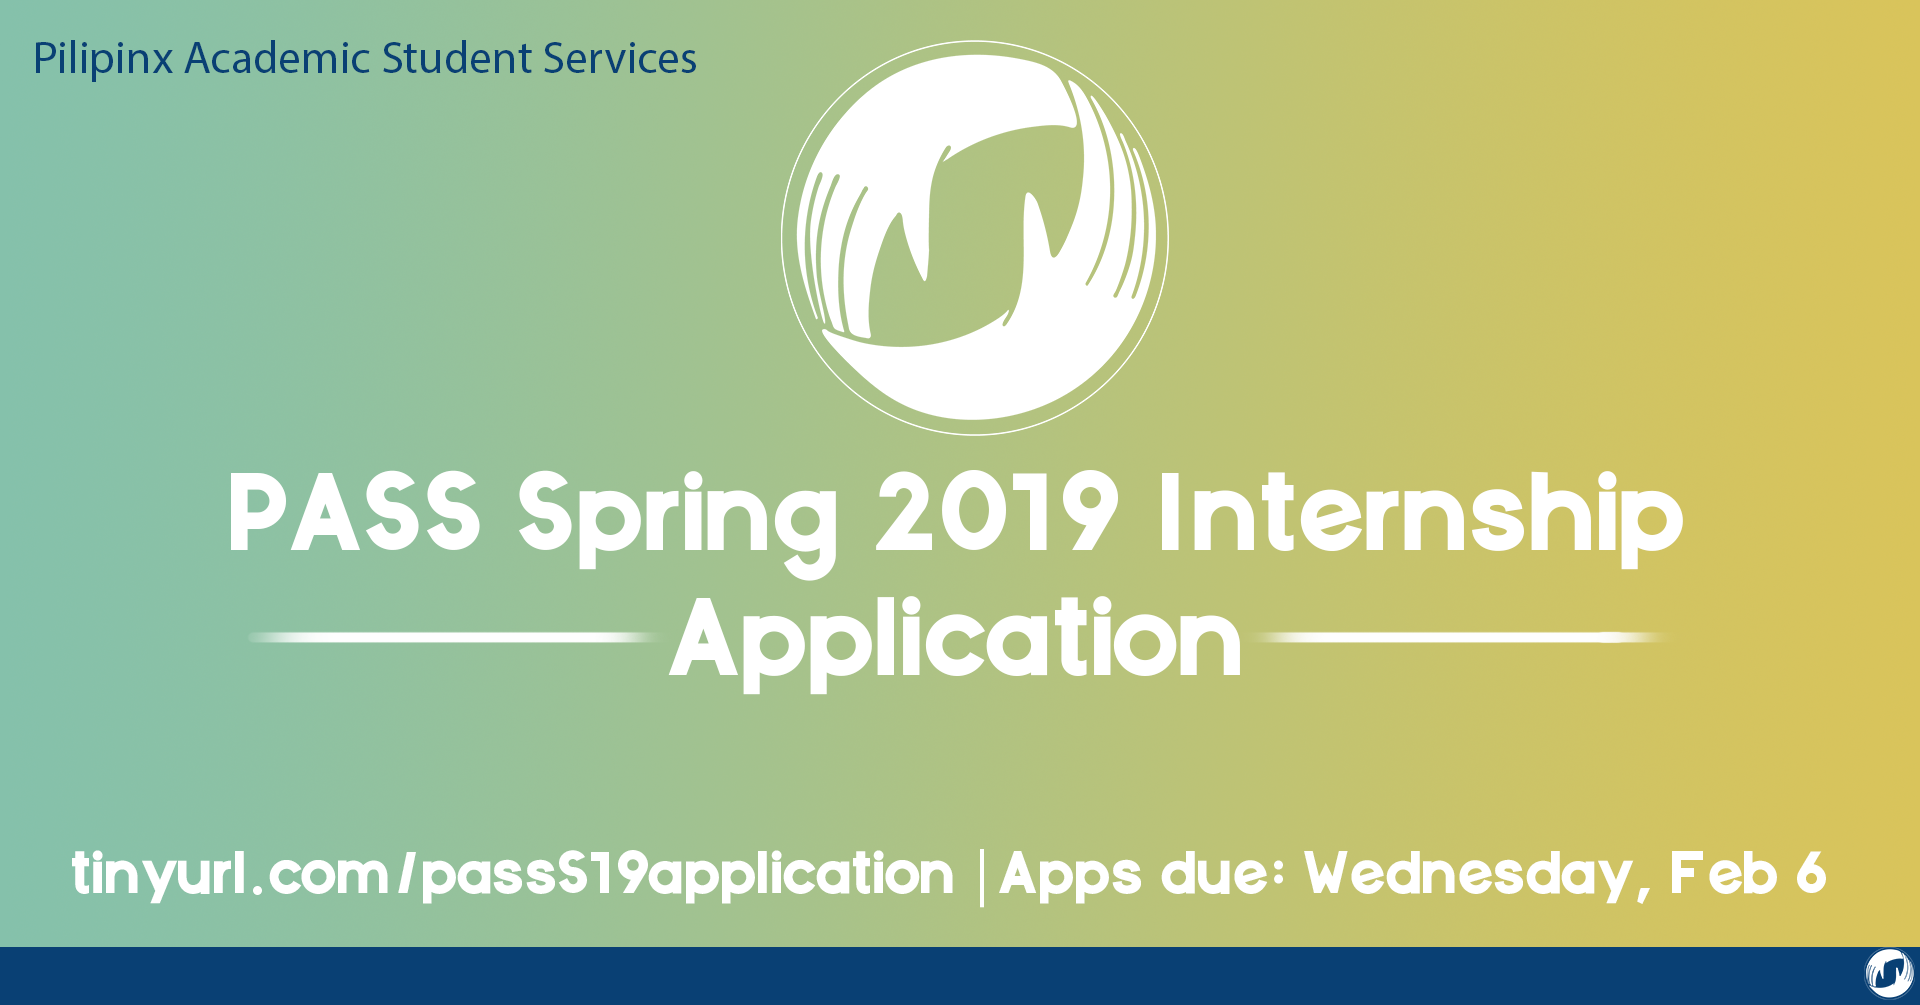 Pilipinx Academic Student Services
PASS Spring 2019 Internship
Application
tinyurl.com/passS19application | Apps due: Wednesday, Feb 6